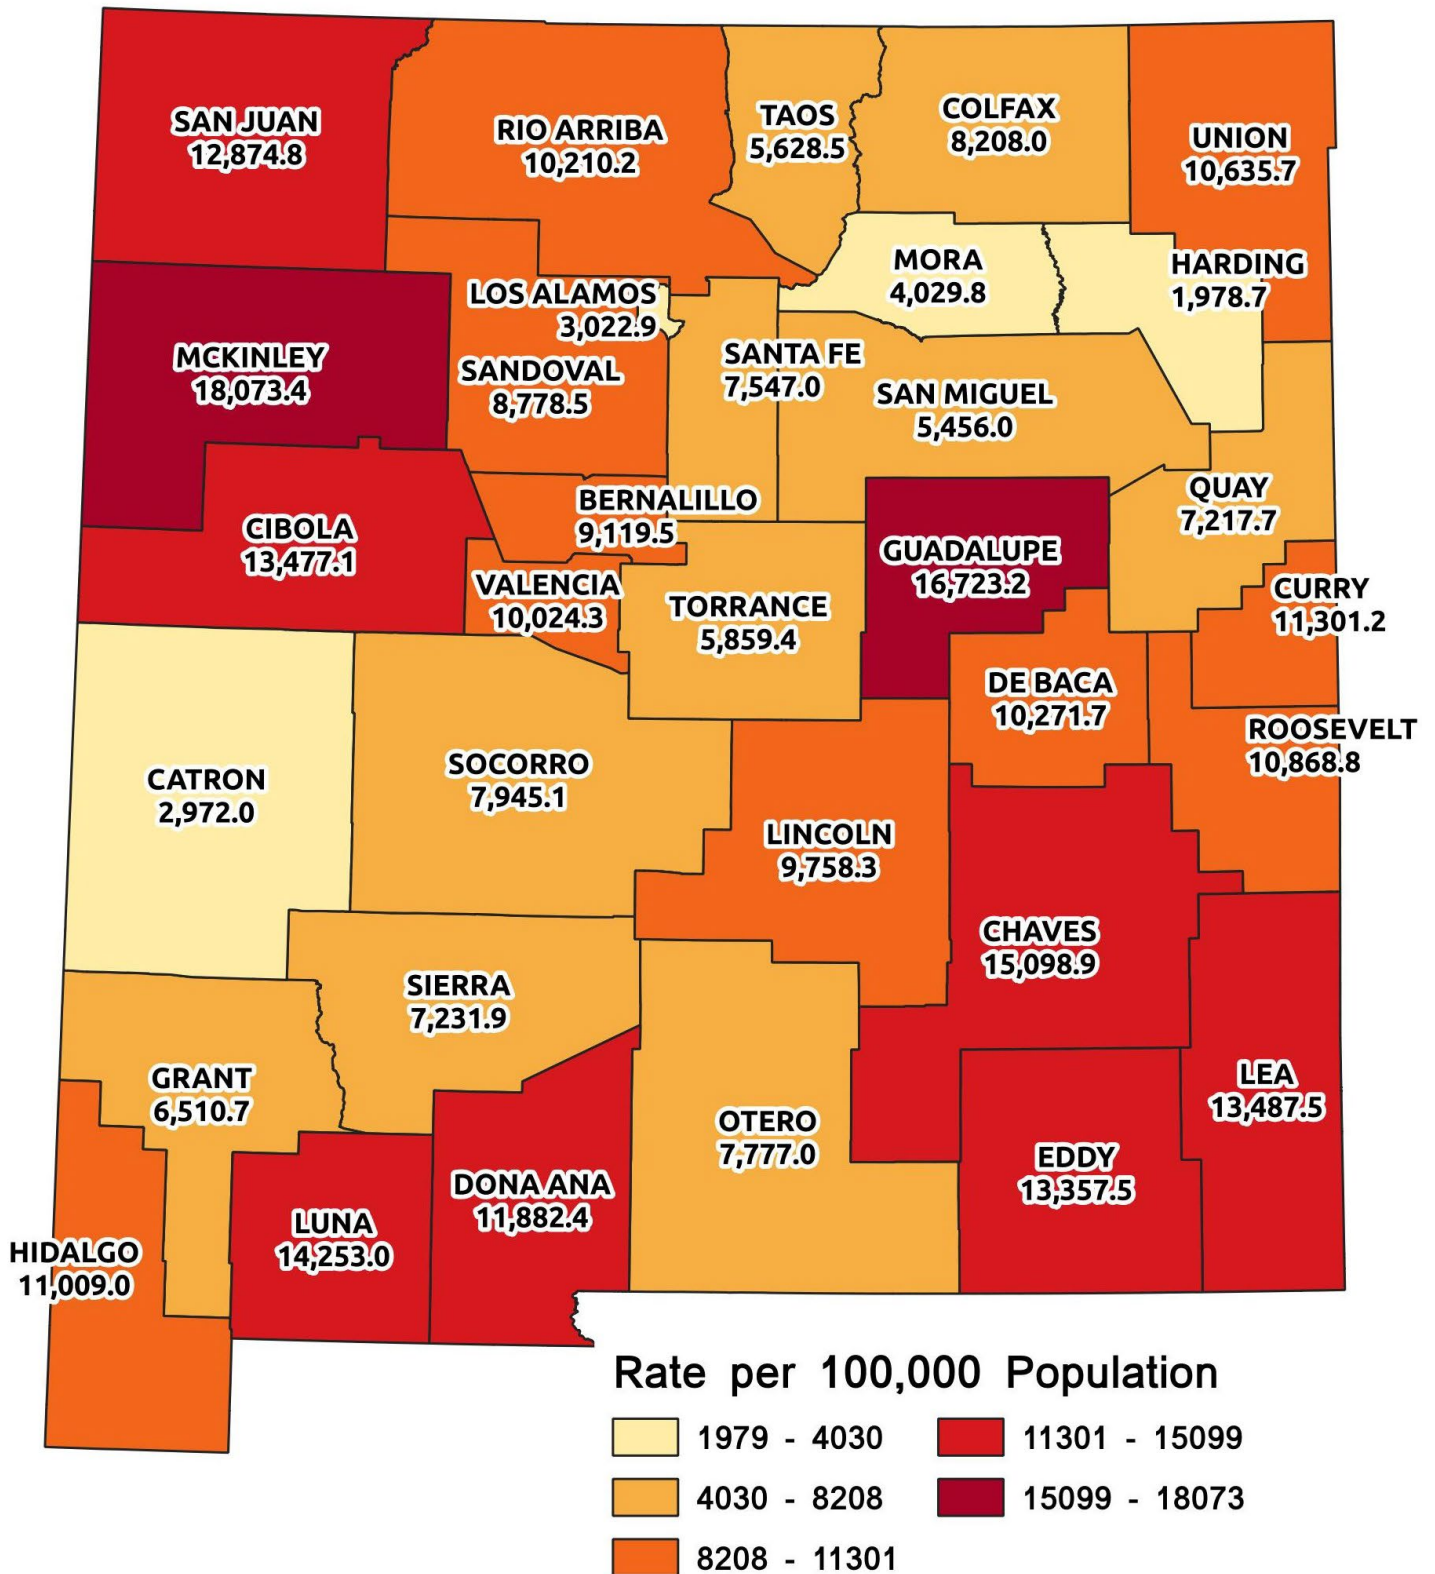 SAN JUAN
12,874.8
RIO ARRIBA
10,210.2
TAOS
5,628.5
COLFAX
8,208.0
UNION
10,635.7
MORA
4,029.8
HARDING
1,978.7
LOS ALAMOS
3,022.9
MCKINLEY
18,073.4
SANDOVAL
8,778.5
SANTA FE
7,547.0
SAN MIGUEL
5,456.0
QUAY
7,217.7
BERNALILLO
9,119.5
CIBOLA
13,477.1
GUADALUPE
16,723.2
VALENCIA
10,024.3
TORRANCE
5,859.4
CURRY
11,301.2
DE BACA
10,271.7
ROOSEVELT
10,868.8
CATRON
2,972.0
SOCORRO
7,945.1
LINCOLN
9,758.3
CHAVES
15,098.9
SIERRA
7,231.9
GRANT
6,510.7
LEA
13,487.5
OTERO
7,777.0
EDDY
13,357.5
DONA ANA
11,882.4
LUNA
14,253.0
HIDALGO
11,009.0
Rate per 100,000 Population
1979 - 4030
4030 - 8208
8208 - 11301
11301 - 15099
15099 - 18073